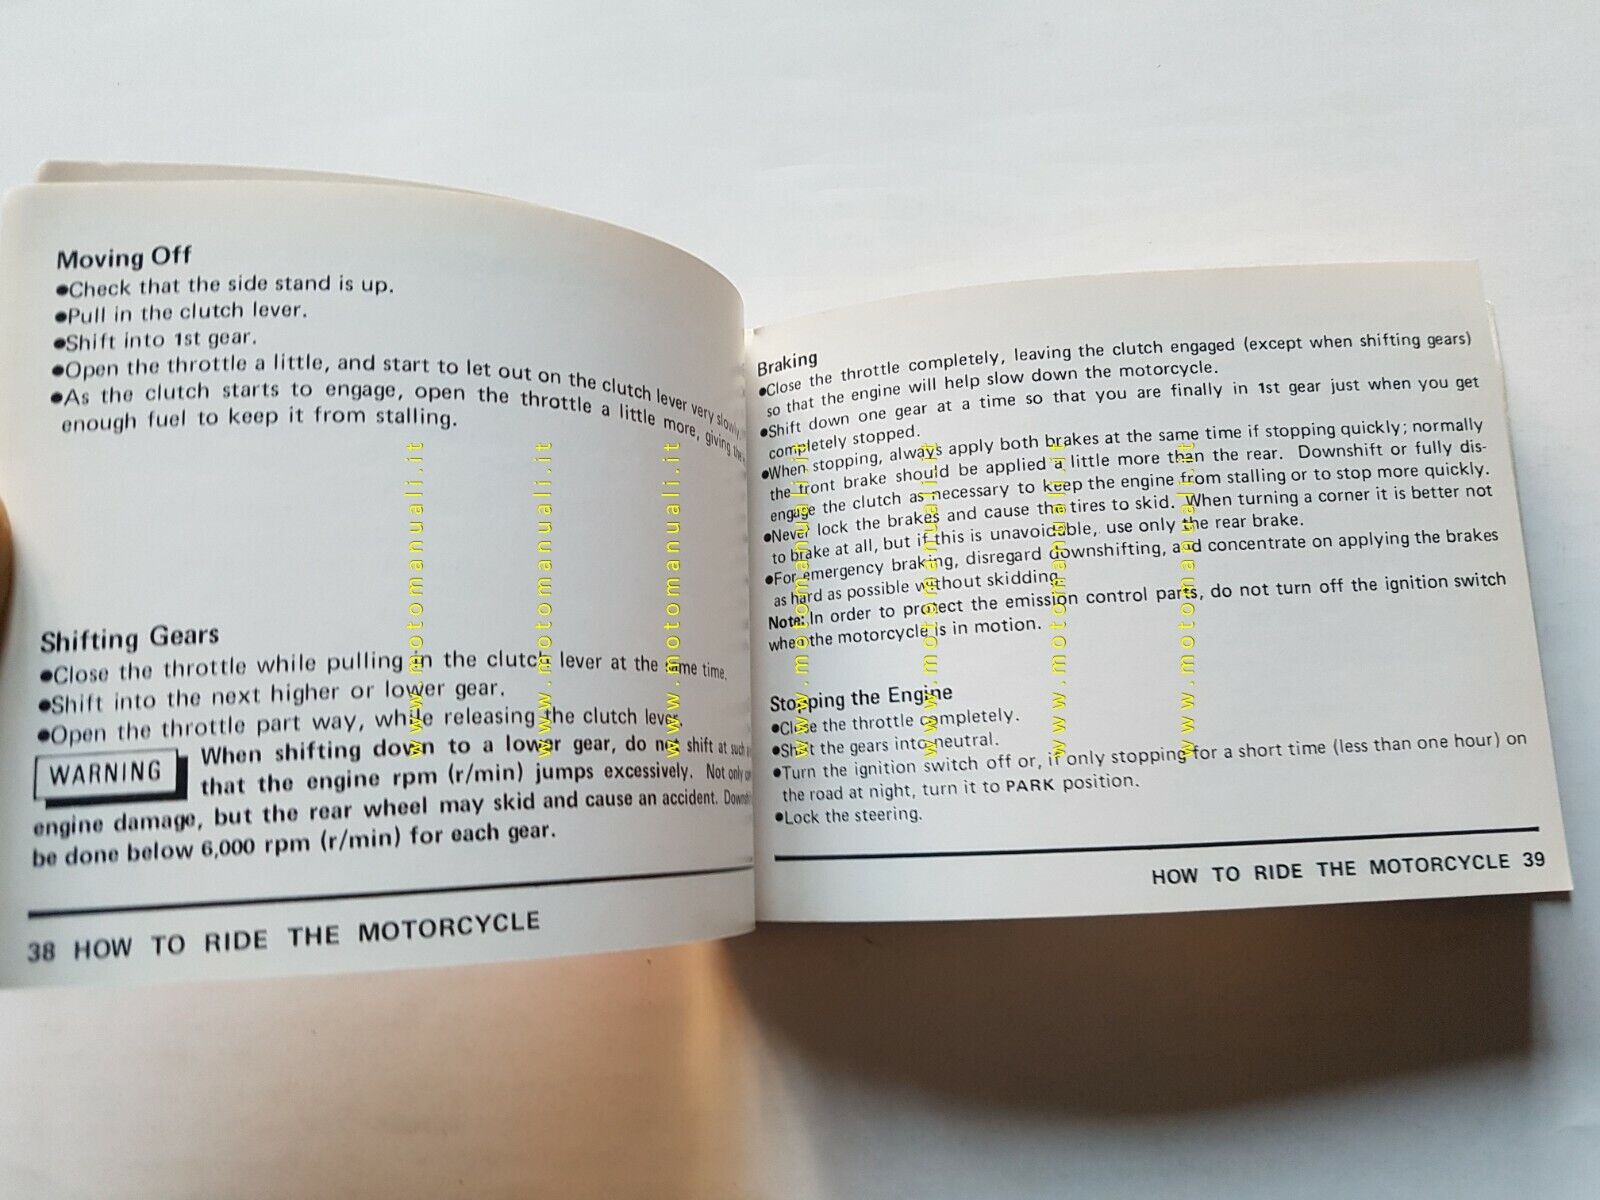 Moving Off
●Check that the side stand is up.
●Pull in the clutch lever.
●Shift into 1st gear.
●Open the throttle a little, and start to let out on the clutch lever very slowly.
●As the clutch starts to engage, open the throttle a little more, giving the
enough fuel to keep it from stalling.
Shifting Gears
●Close the throttle while pulling in the clutch lever at the same time.
●Shift into the next higher or lower gear.
●Open the throttle part way, while releasing the clutch lever.
WARNING When shifting down to a lower gear, do not shift at such
that the engine rpm (r/min) jumps excessively. Not only
engine damage, but the rear wheel may skid and cause an accident.
be done below 6,000 rpm (r/min) for each gear.
38 HOW TO RIDE THE MOTORCYCLE
Braking
●Close the throttle completely, leaving the clutch engaged (except when shifting gears)
so that the engine will help slow down the motorcycle.
●Shift down one gear at a time so that you are finally in 1st gear just when you get
completely stopped.
●When stopping, always apply both brakes at the same time if stopping quickly; normally
the front brake should be applied a little more than the rear. Downshift or fully dis-
engage the clutch as necessary to keep the engine from stalling or to stop more quickly.
●Never lock the brakes and cause the tires to skid. When turning a corner it is better not
to brake at all, but if this is unavoidable, use only the rear brake.
●For emergency braking, disregard downshifting, and concentrate on applying the brakes
as hard as possible without skidding.
Note: In order to protect the emission control parts, do not turn off the ignition switch
when the motorcycle is in motion.
Stopping the Engine
●Close the throttle completely.
●Shift the gears into neutral.
●Turn the ignition switch off or, if only stopping for a short time (less than one hour) on
the road at night, turn it to PARK position.
●Lock the steering.
HOW TO RIDE THE MOTORCYCLE 39
www.motomanuali.it
www.motomanuali.it
www.motomanuali.it
www.motomanuali.it
www.motomanuali.it
www.motomanuali.it
www.motomanuali.it